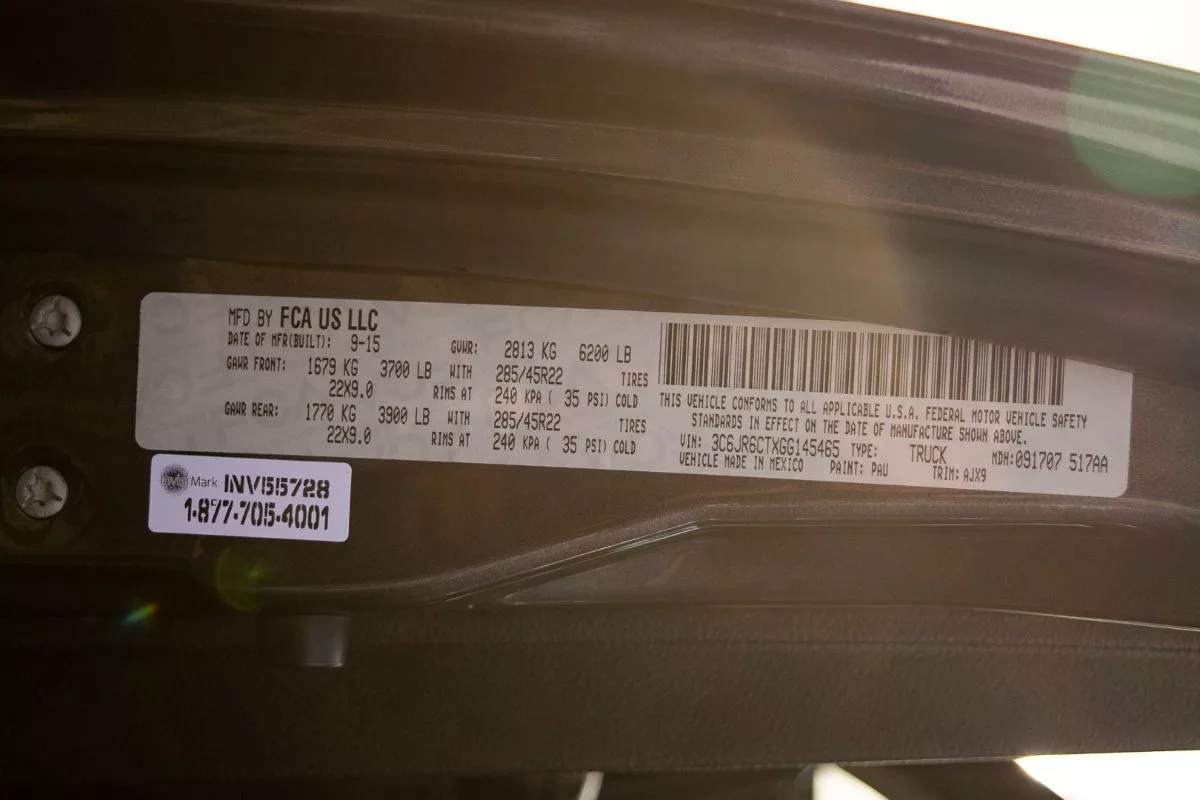 MFD BY FCA US LLC
DATE OF MFR(BUILT): 9-15 GVWR: 2813 KG 6200 LB
GAWR FRONT: 1679 KG 3700 LB WITH 285/45R22 TIRES
22X9.0 RIMS AT 240 KPA ( 35 PSI) COLD
GAWR REAR: 1770 KG 3900 LB WITH 285/45R22 TIRES
22X9.0 RIMS AT 240 KPA ( 35 PSI) COLD
THIS VEHICLE CONFORMS TO ALL APPLICABLE U.S.A. FEDERAL MOTOR VEHICLE SAFETY
STANDARDS IN EFFECT ON THE DATE OF MANUFACTURE SHOWN ABOVE.
VIN: 3C6JR6CTXGG145465 TYPE: TRUCK MDH:091707 517AA
VEHICLE MADE IN MEXICO PAINT: PAU TRIM: AJX9
Mark INV55728
1-877-705-4001